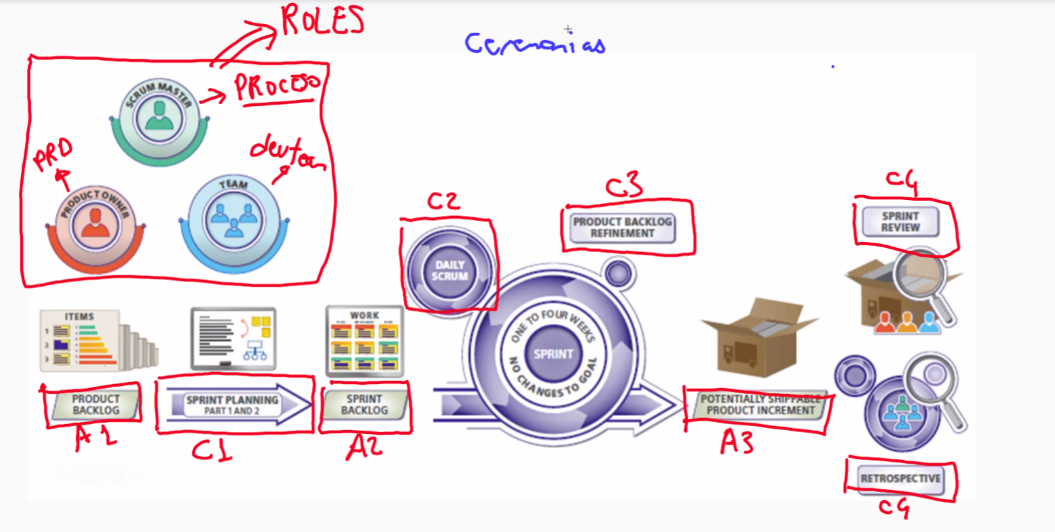 ROLES
Ceremonias
SCRUM MASTER
PROCESO
PRD
devteam
PRODUCT OWNER
TEAM
C2
C3
C4
DAILY
SCRUM
PRODUCT BACKLOG
REFINEMENT
SPRINT
REVIEW
ITEMS
1
2
3
WORK
ONE TO FOUR WEEKS
SPRINT
NO CHANGES TO GOAL
PRODUCT
BACKLOG
SPRINT PLANNING
PART 1 AND 2
SPRINT
BACKLOG
POTENTIALLY SHIPPABLE
PRODUCT INCREMENT
A1
C1
A2
A3
RETROSPECTIVE
C4